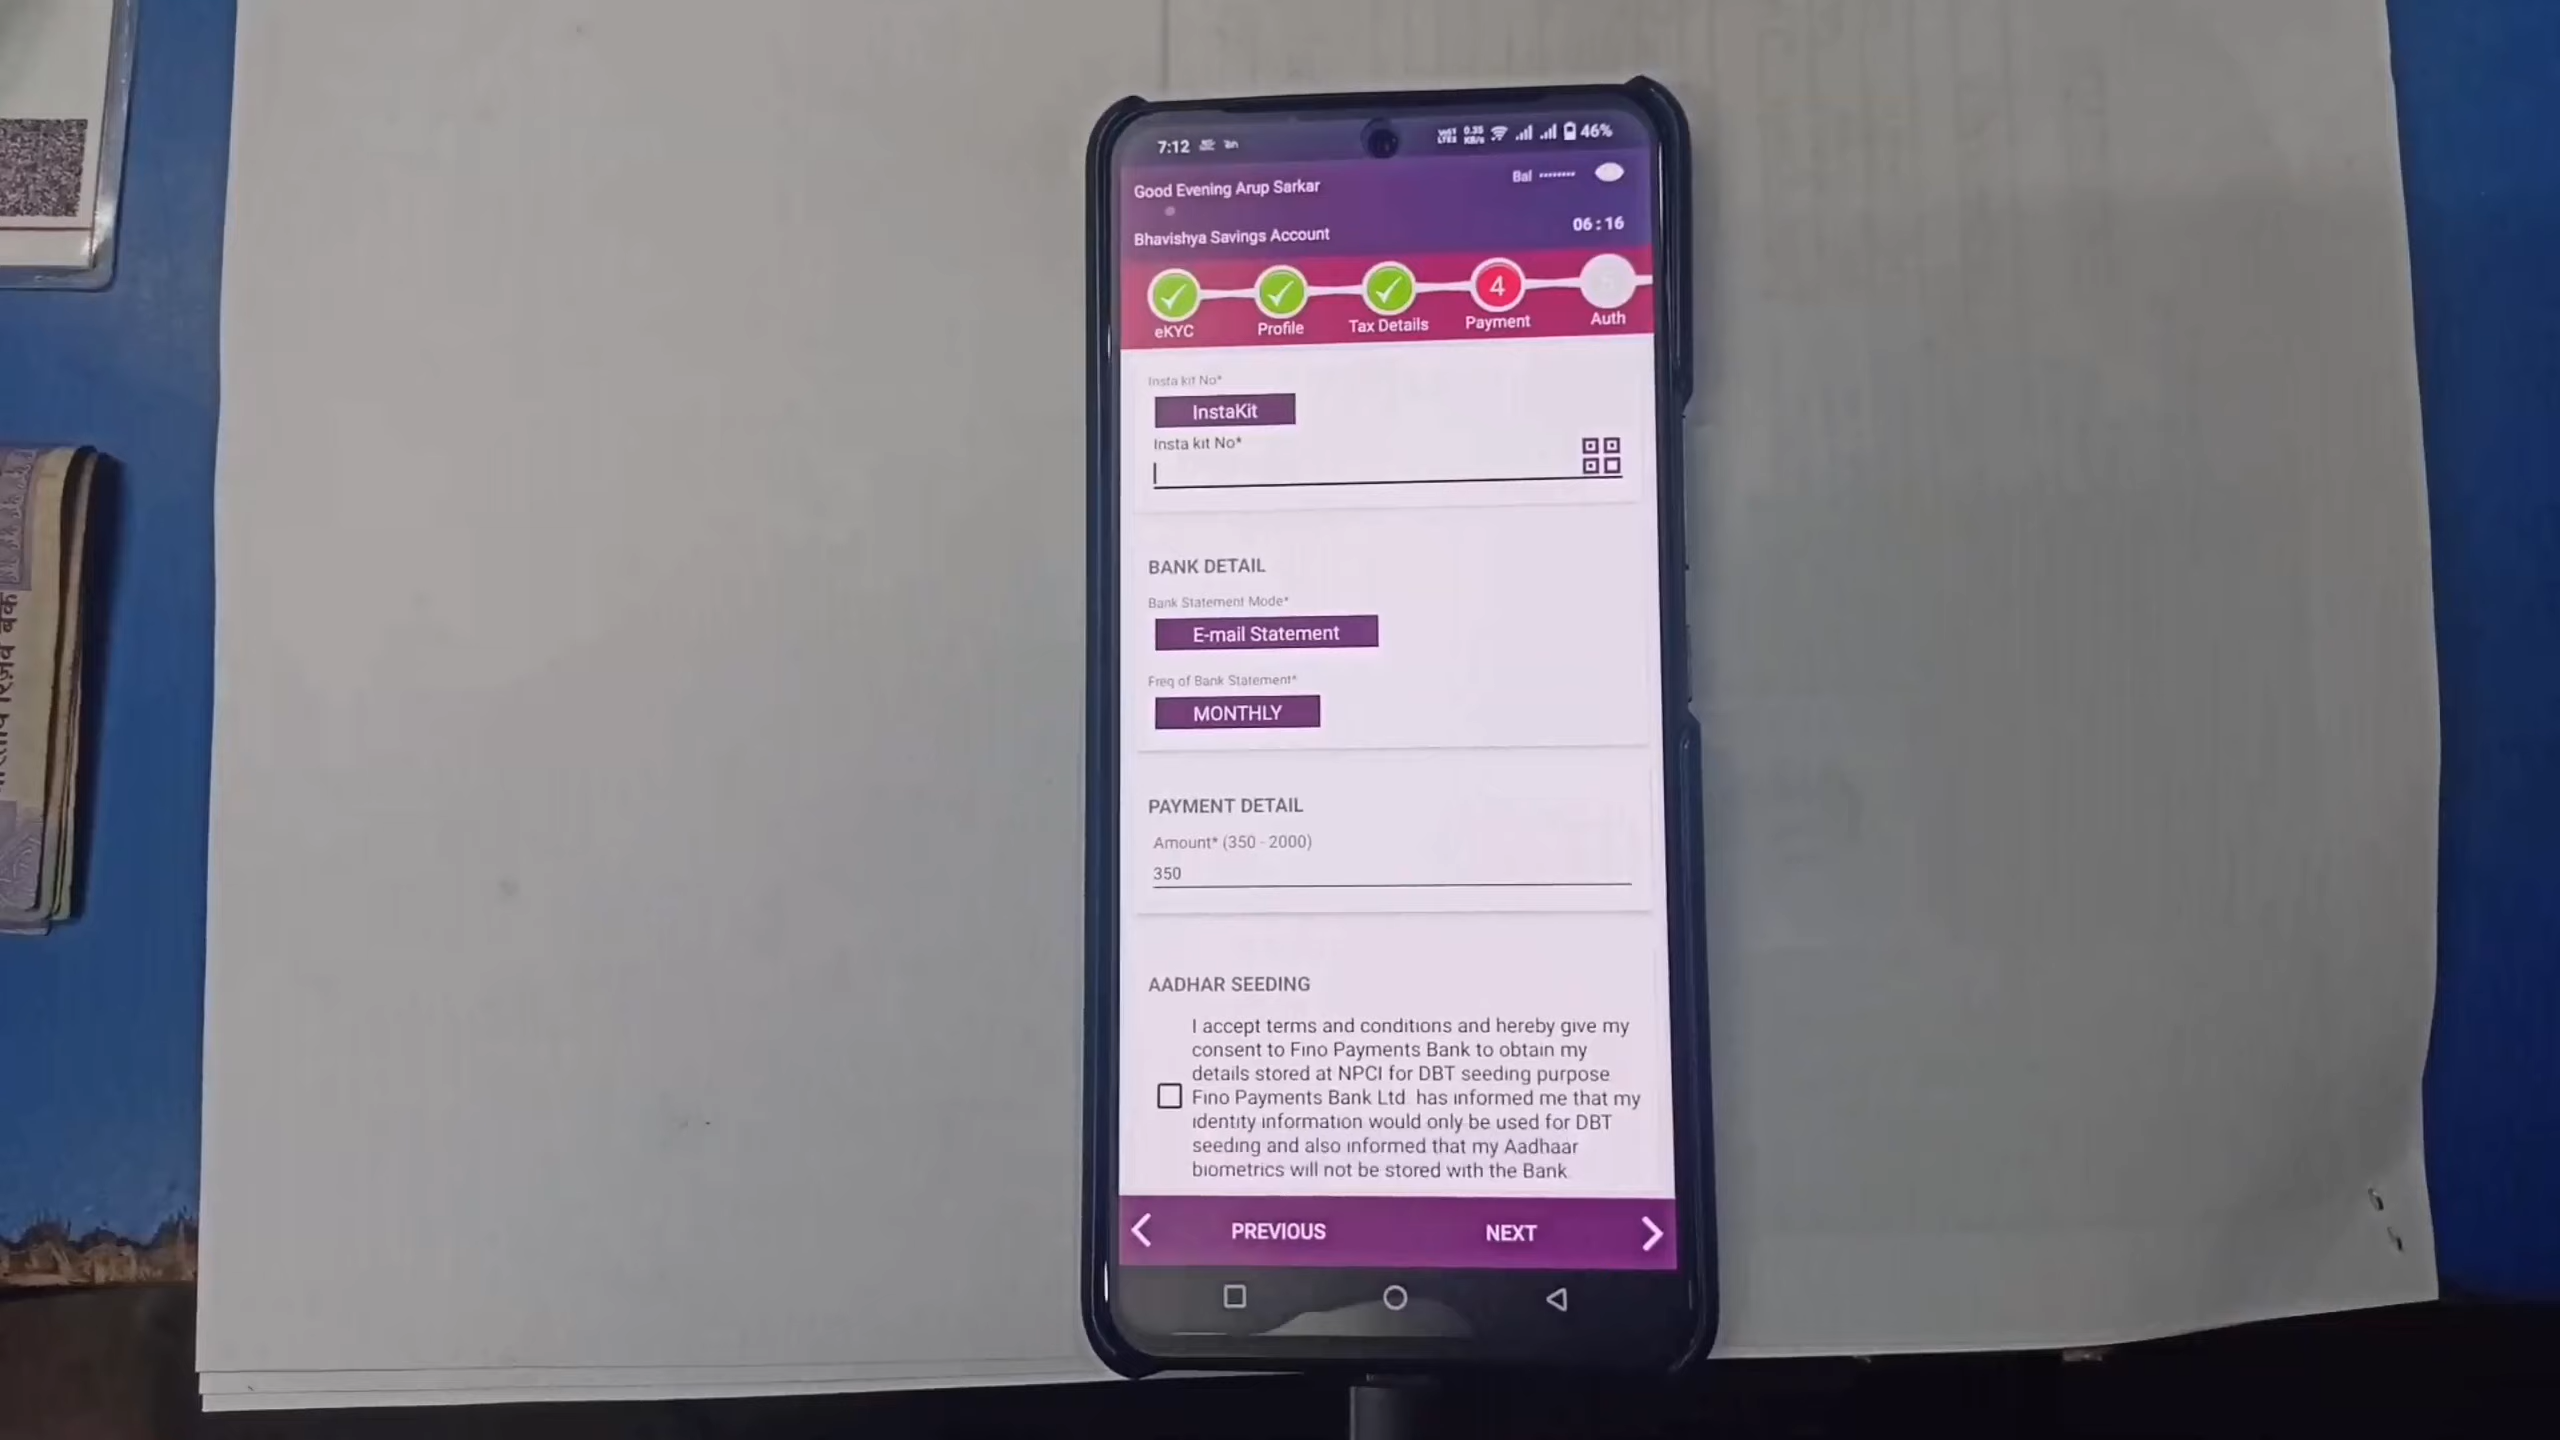 7:12
0.35 KB/s 46%
Good Evening Arup Sarkar
Bal ········
Bhavishya Savings Account
06:16
4
eKYC Profile Tax Details Payment Auth
Insta kit No*
InstaKit
Insta kit No*
BANK DETAIL
Bank Statement Mode*
E-mail Statement
Freq of Bank Statement*
MONTHLY
PAYMENT DETAIL
Amount* (350 - 2000)
350
AADHAR SEEDING
I accept terms and conditions and hereby give my
consent to Fino Payments Bank to obtain my
details stored at NPCI for DBT seeding purpose
Fino Payments Bank Ltd. has informed me that my
identity information would only be used for DBT
seeding and also informed that my Aadhaar
biometrics will not be stored with the Bank.
PREVIOUS NEXT
रिज़र्व बैंक